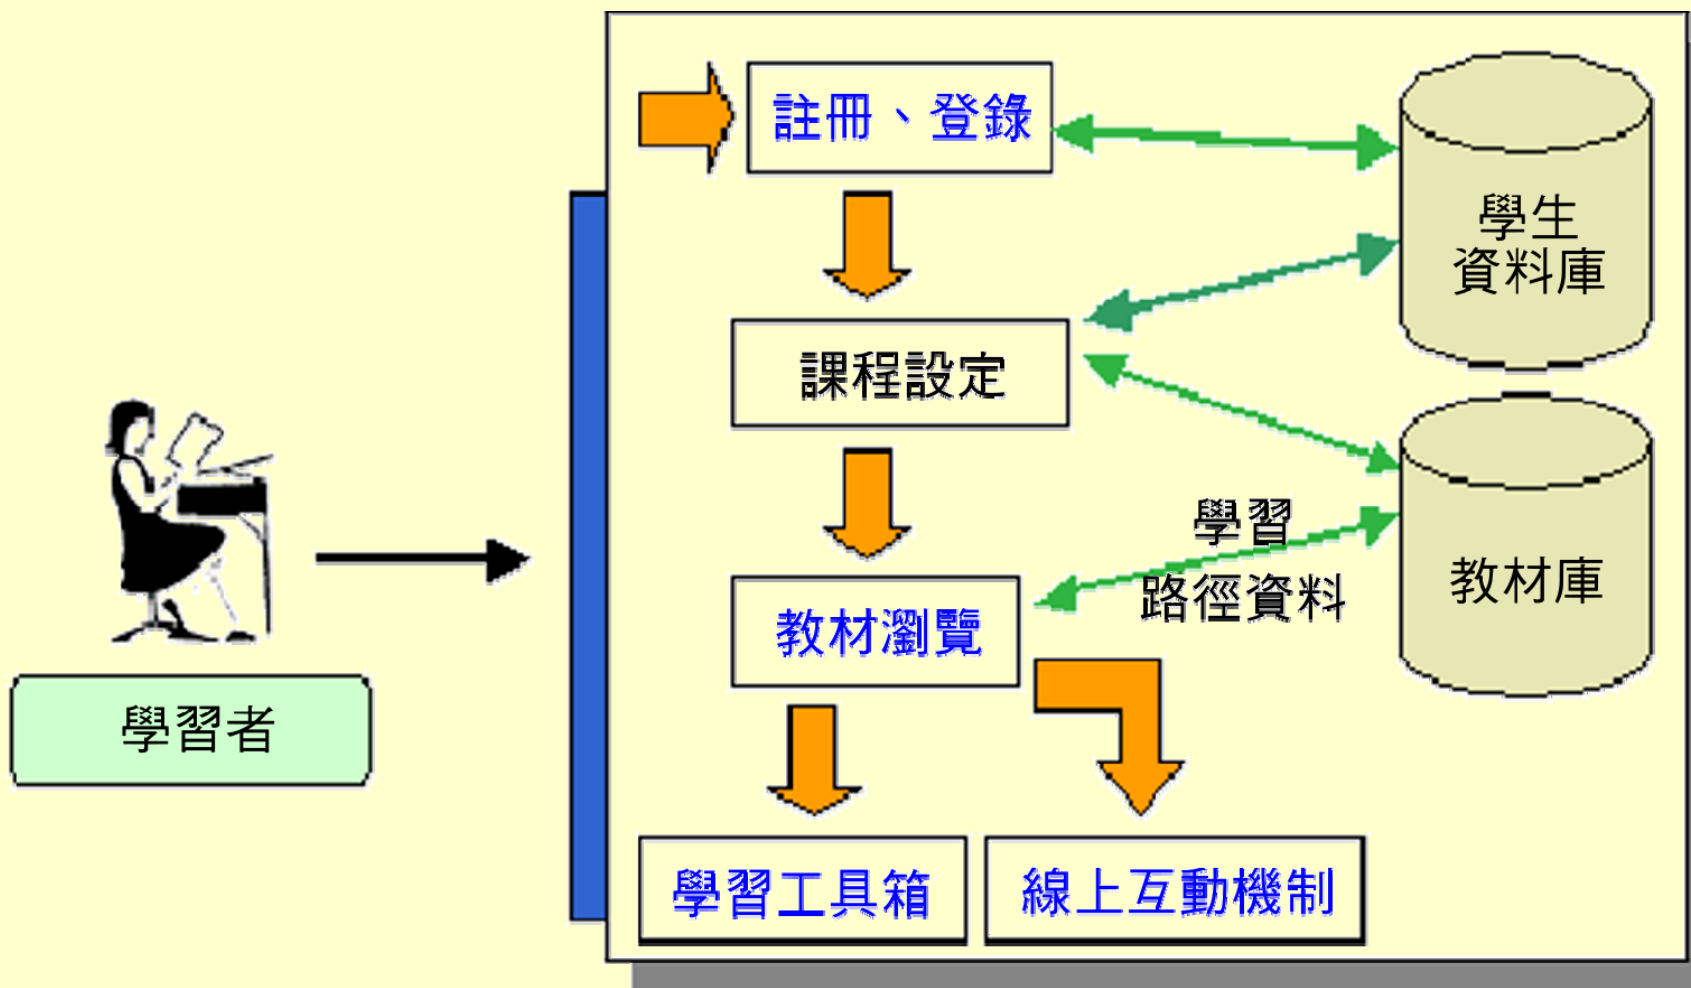 註冊、登錄
學生
資料庫
課程設定
學習
路徑資料
教材庫
教材瀏覽
學習者
學習工具箱
線上互動機制